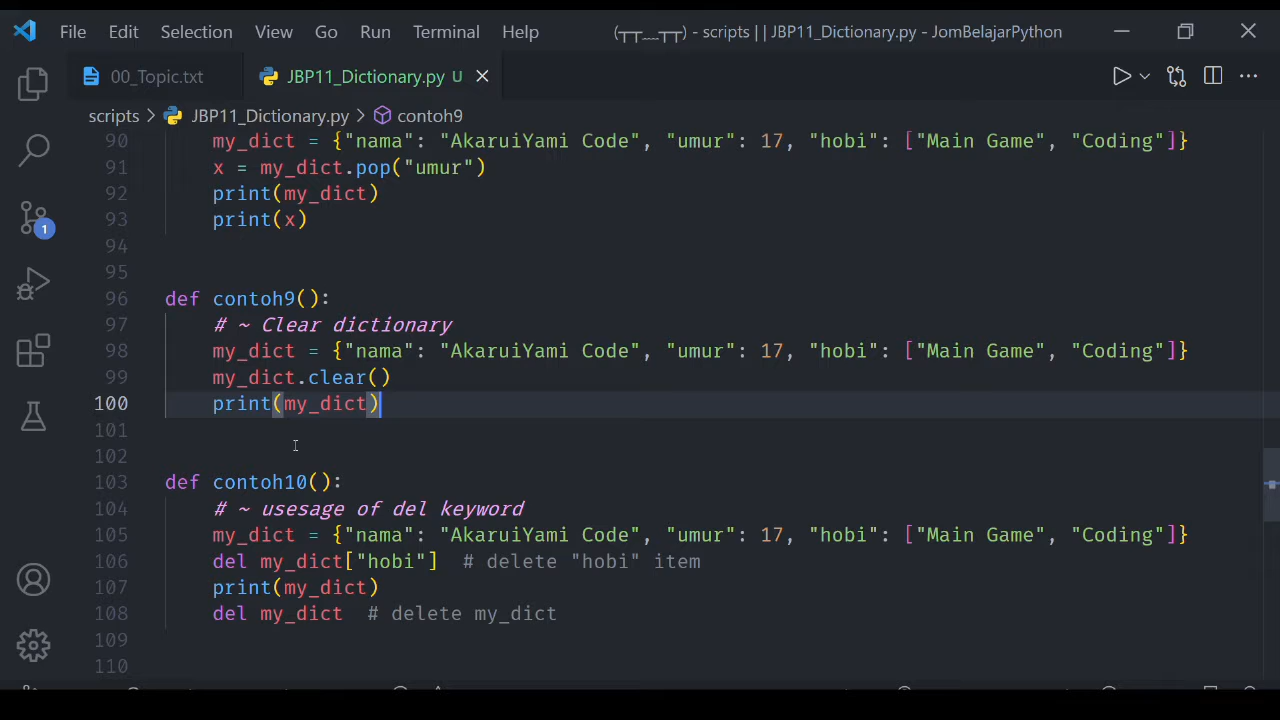 File Edit Selection View Go Run Terminal Help (┬┬﹏┬┬) - scripts || JBP11_Dictionary.py - JomBelajarPython
00_Topic.txt JBP11_Dictionary.py U
scripts > JBP11_Dictionary.py > contoh9
90 my_dict = {"nama": "AkaruiYami Code", "umur": 17, "hobi": ["Main Game", "Coding"]}
91 x = my_dict.pop("umur")
92 print(my_dict)
93 print(x)
94
95
96 def contoh9():
97 # ~ Clear dictionary
98 my_dict = {"nama": "AkaruiYami Code", "umur": 17, "hobi": ["Main Game", "Coding"]}
99 my_dict.clear()
100 print(my_dict)
101
102
103 def contoh10():
104 # ~ usesage of del keyword
105 my_dict = {"nama": "AkaruiYami Code", "umur": 17, "hobi": ["Main Game", "Coding"]}
106 del my_dict["hobi"] # delete "hobi" item
107 print(my_dict)
108 del my_dict # delete my_dict
109
110
1